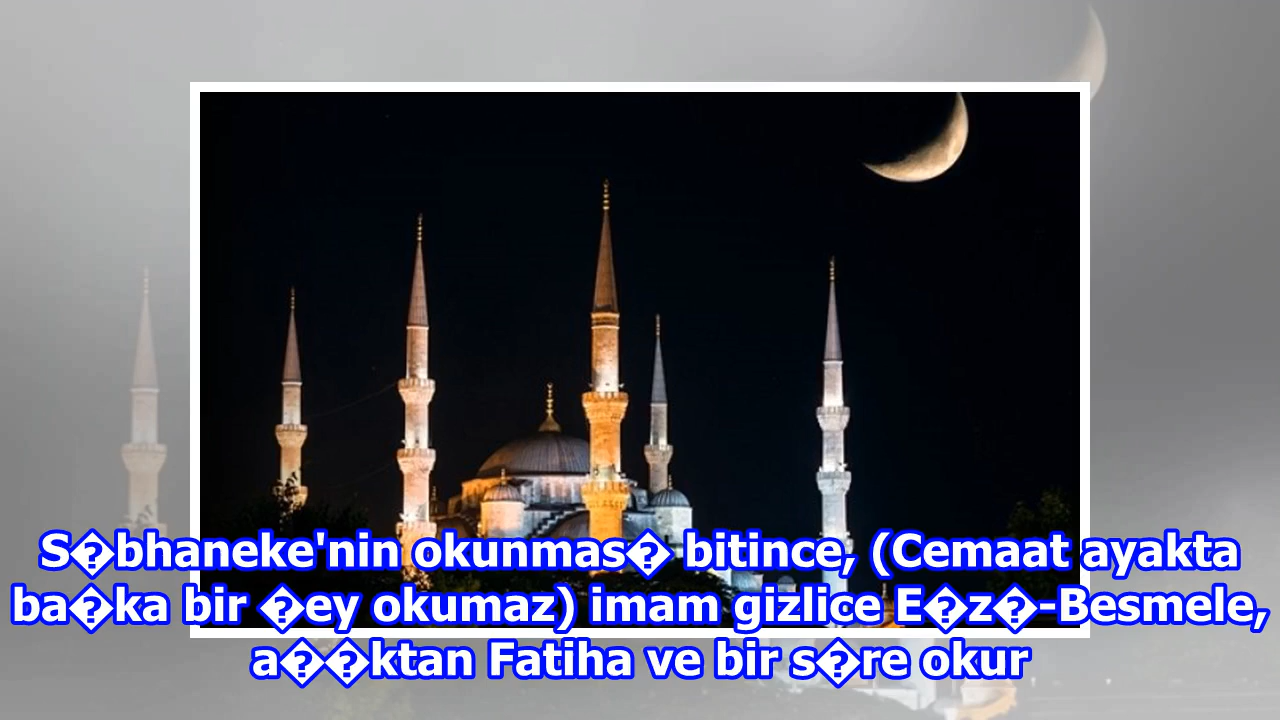 S�bhaneke'nin okunmas� bitince, (Cemaat ayakta
ba�ka bir �ey okumaz) imam gizlice E�z�-Besmele,
a��ktan Fatiha ve bir s�re okur